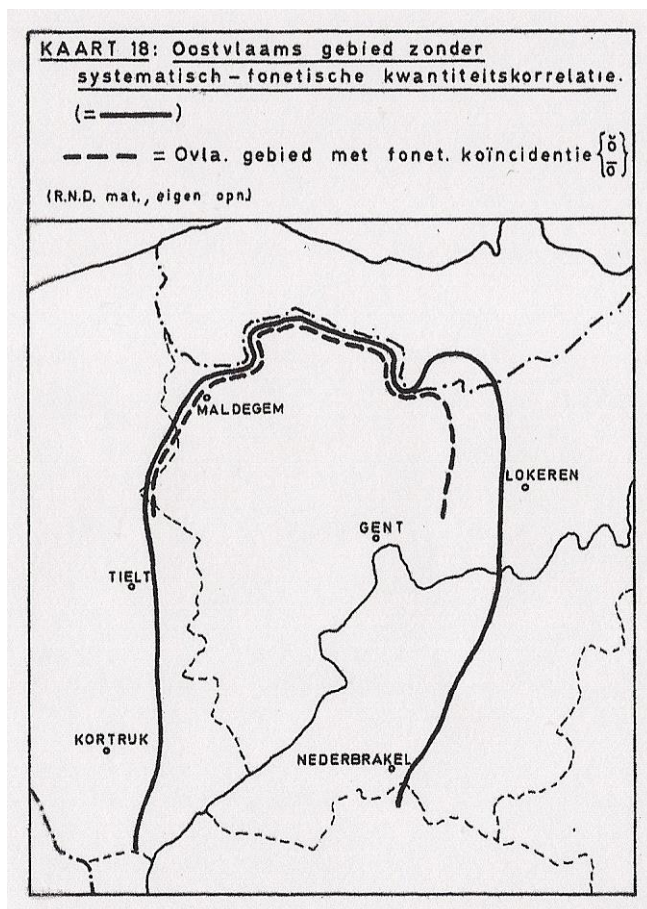 KAART 18: Oostvlaams gebied zonder
systematisch-fonetische kwantiteitskorrelatie.
(= )
= Ovla. gebied met fonet. koïncidentie {ŏ
ō}
(R.N.D. mat., eigen opn.)
MALDEGEM
LOKEREN
GENT
TIELT
KORTRIJK
NEDERBRAKEL